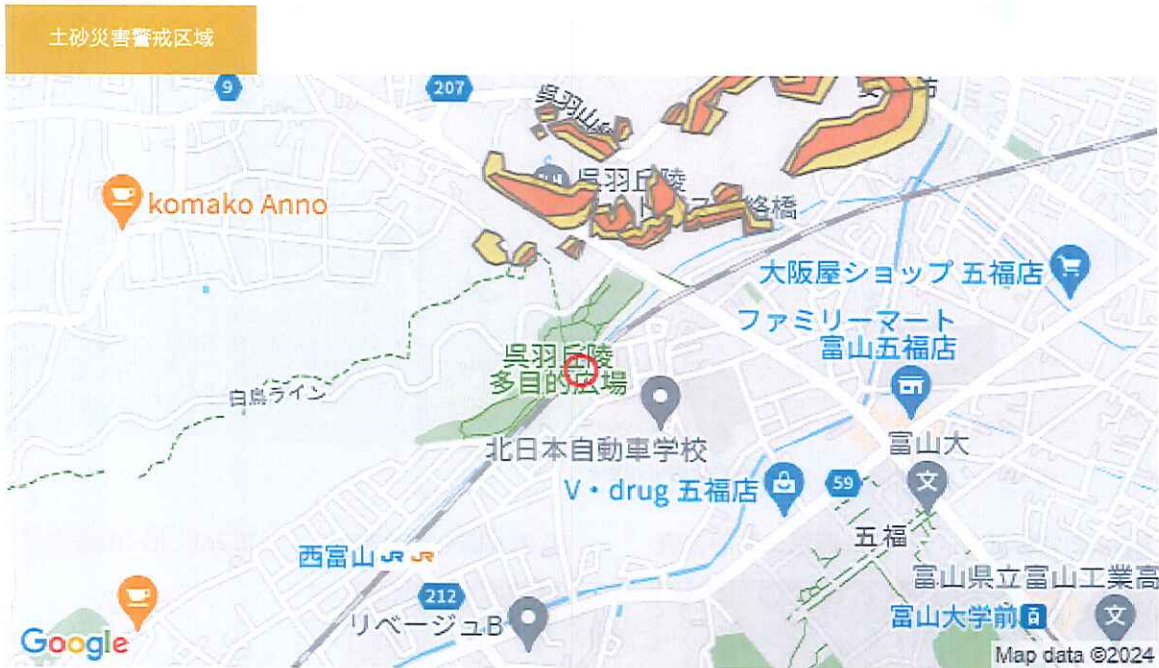 土砂災害警戒区域
9
207
呉羽丘陵
komako Anno
大阪屋ショップ 五福店
ファミリーマート
富山五福店
呉羽丘陵
多目的広場
白鳥ライン
北日本自動車学校
富山大
V・drug 五福店
59
文
五福
西富山 JR JR
富山県立富山工業高
212
リベージュB
富山大学前
文
Google
Map data ©2024